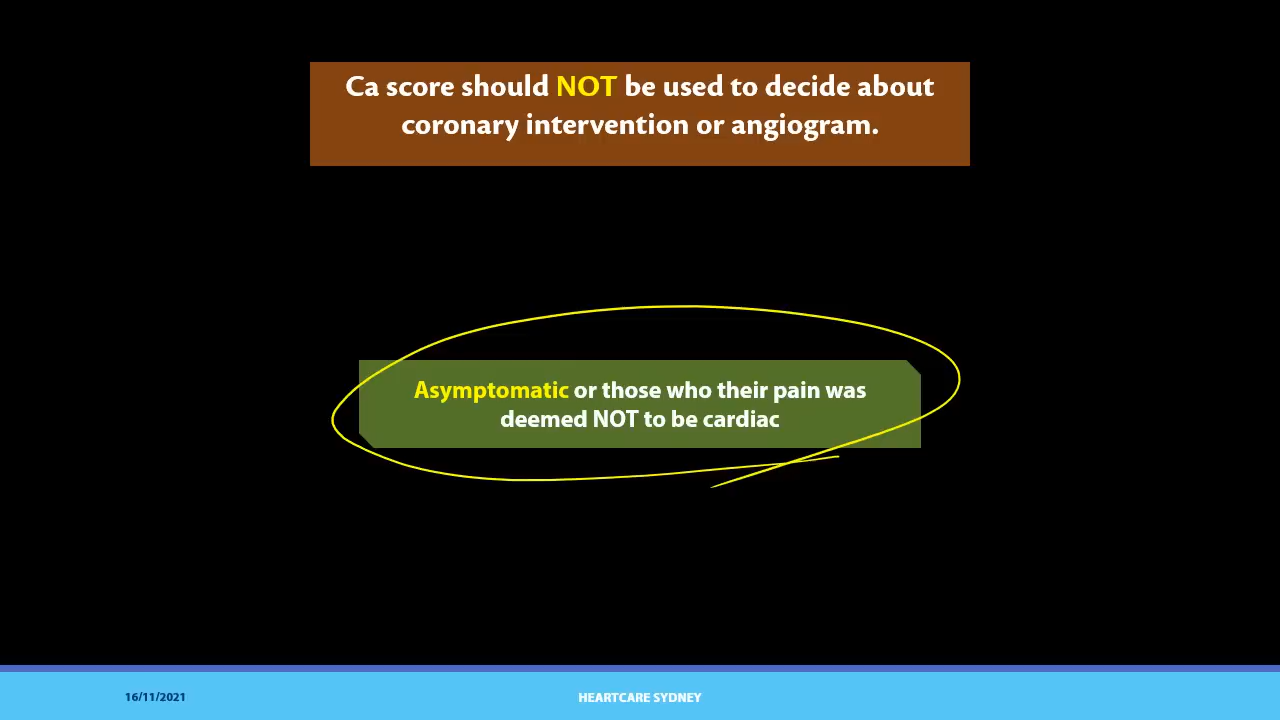 Ca score should NOT be used to decide about
coronary intervention or angiogram.
Asymptomatic or those who their pain was
deemed NOT to be cardiac
16/11/2021
HEARTCARE SYDNEY